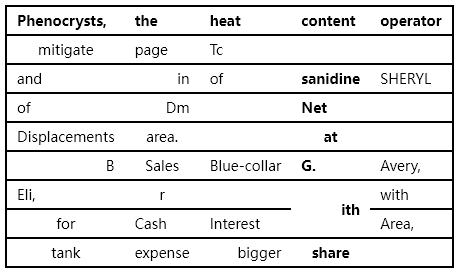 Phenocrysts, the heat content operator
mitigate page Tc
and in of sanidine SHERYL
of Dm Net
Displacements area. at
B Sales Blue-collar G. Avery,
Eli, r ith with
for Cash Interest Area,
tank expense bigger share